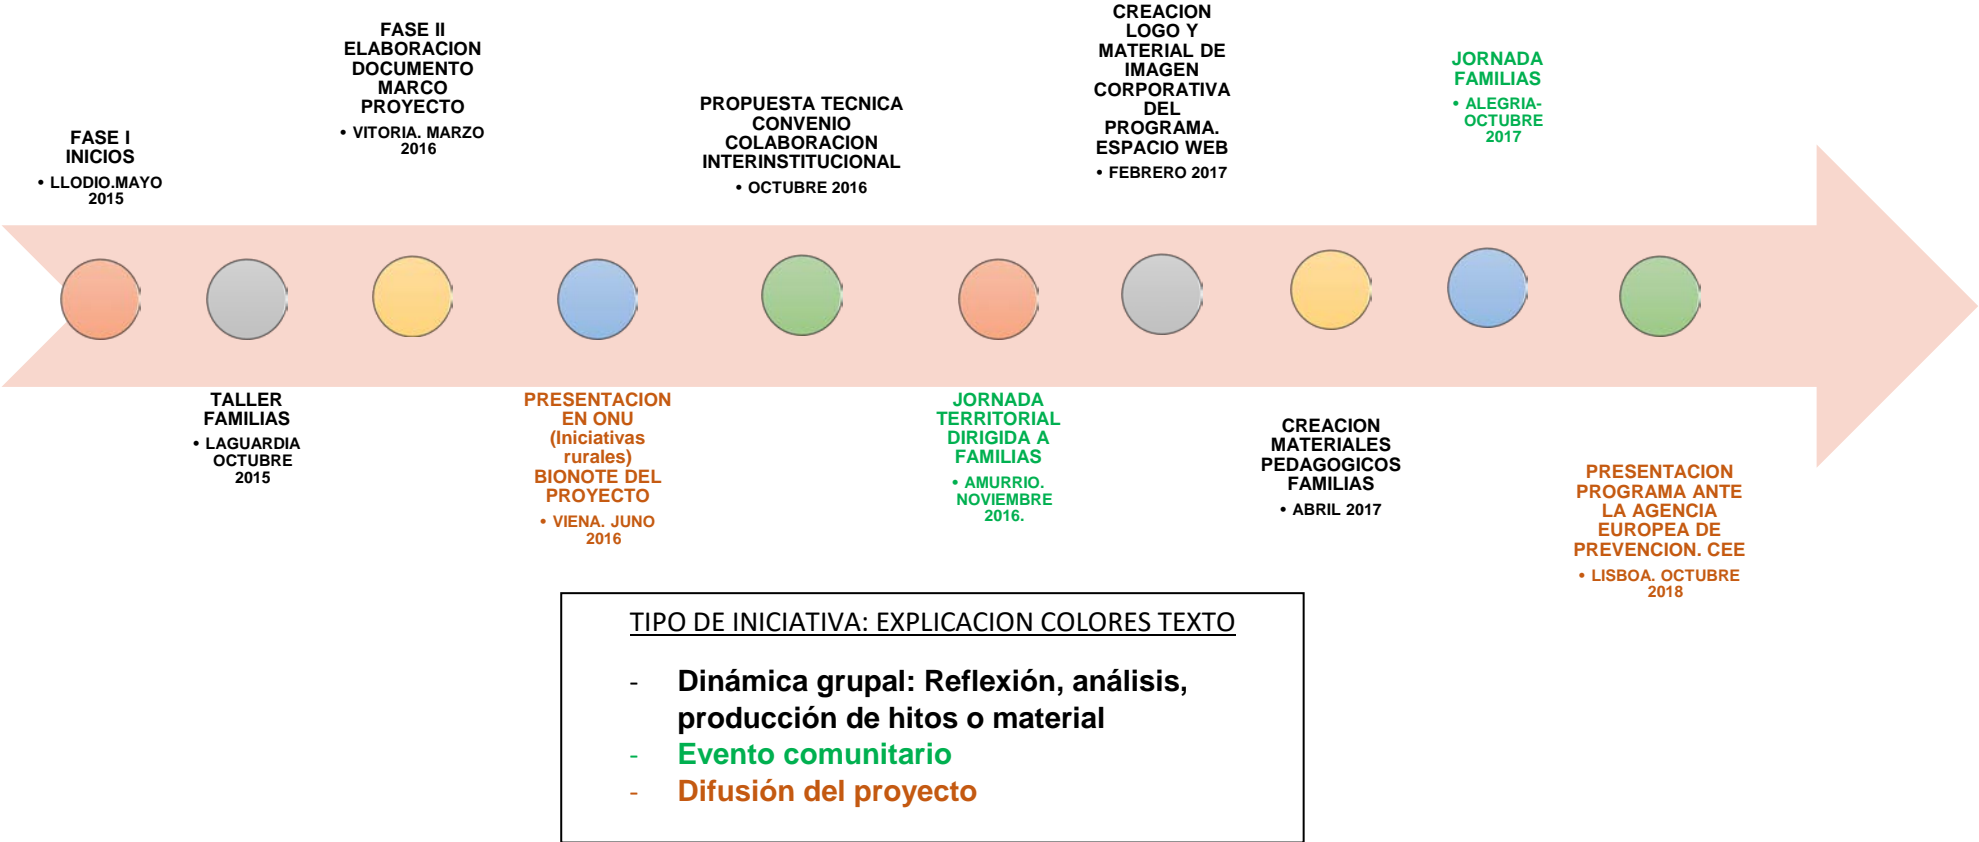 FASE I
INICIOS
• LLODIO.MAYO
2015
TALLER
FAMILIAS
• LAGUARDIA
OCTUBRE
2015
FASE II
ELABORACION
DOCUMENTO
MARCO
PROYECTO
• VITORIA. MARZO
2016
PRESENTACION
EN ONU
(Iniciativas
rurales)
BIONOTE DEL
PROYECTO
• VIENA. JUNO
2016
PROPUESTA TECNICA
CONVENIO
COLABORACION
INTERINSTITUCIONAL
• OCTUBRE 2016
JORNADA
TERRITORIAL
DIRIGIDA A
FAMILIAS
• AMURRIO.
NOVIEMBRE
2016.
CREACION
LOGO Y
MATERIAL DE
IMAGEN
CORPORATIVA
DEL
PROGRAMA.
ESPACIO WEB
• FEBRERO 2017
CREACION
MATERIALES
PEDAGOGICOS
FAMILIAS
• ABRIL 2017
JORNADA
FAMILIAS
• ALEGRIA-
OCTUBRE
2017
PRESENTACION
PROGRAMA ANTE
LA AGENCIA
EUROPEA DE
PREVENCION. CEE
• LISBOA. OCTUBRE
2018
TIPO DE INICIATIVA: EXPLICACION COLORES TEXTO
- Dinámica grupal: Reflexión, análisis,
producción de hitos o material
- Evento comunitario
- Difusión del proyecto